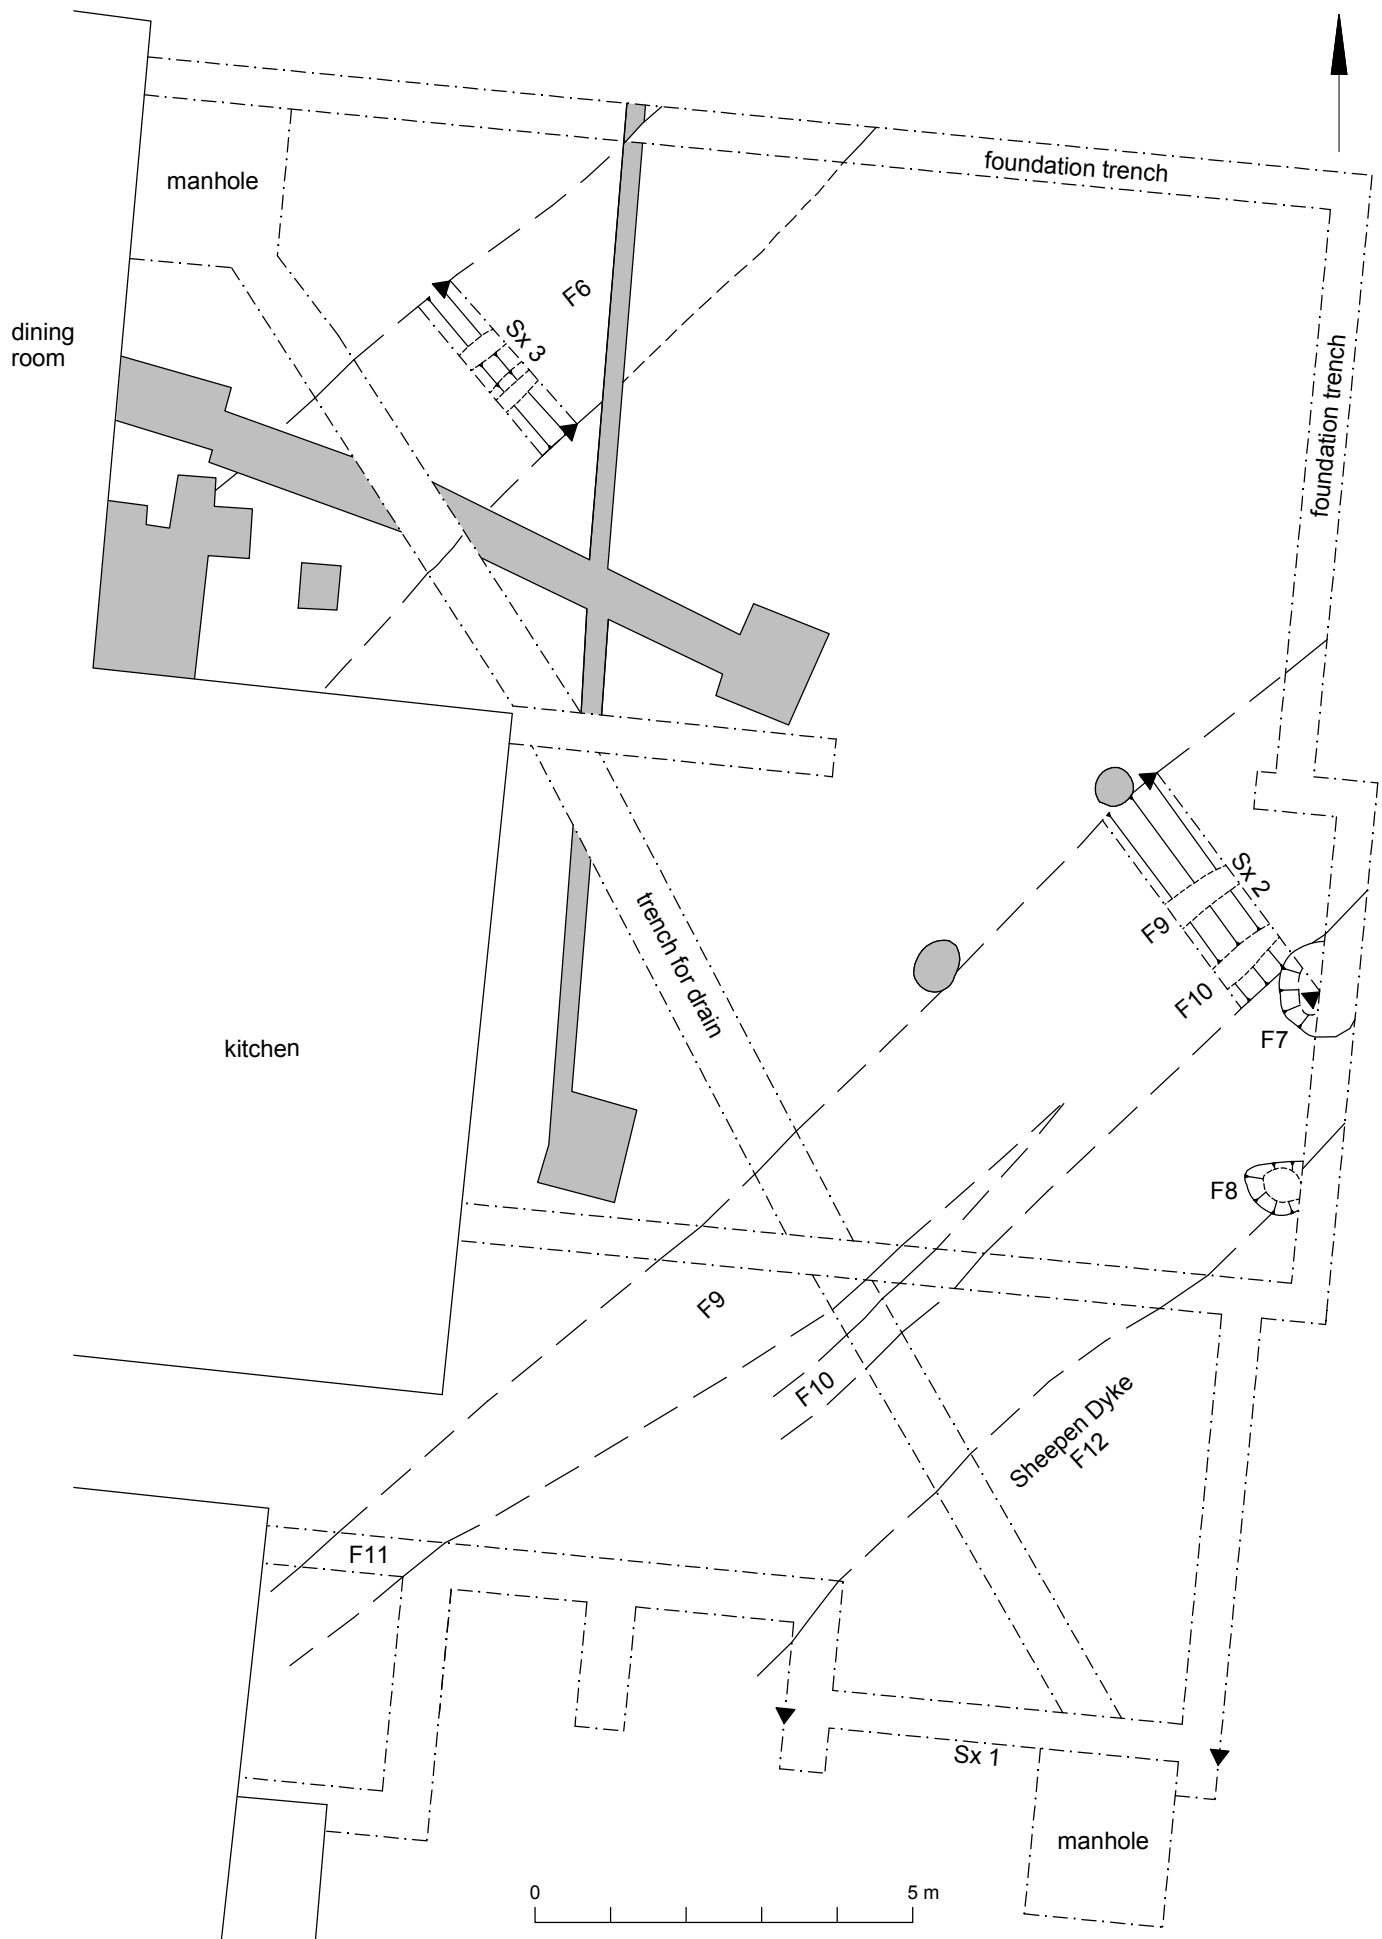 foundation trench
manhole
F6
dining
room
Sx 3
foundation trench
Sx 2
F9
trench for drain
F10
F7
kitchen
F8
F9
F10
Sheepen Dyke
F12
F11
Sx 1
manhole
0
5 m